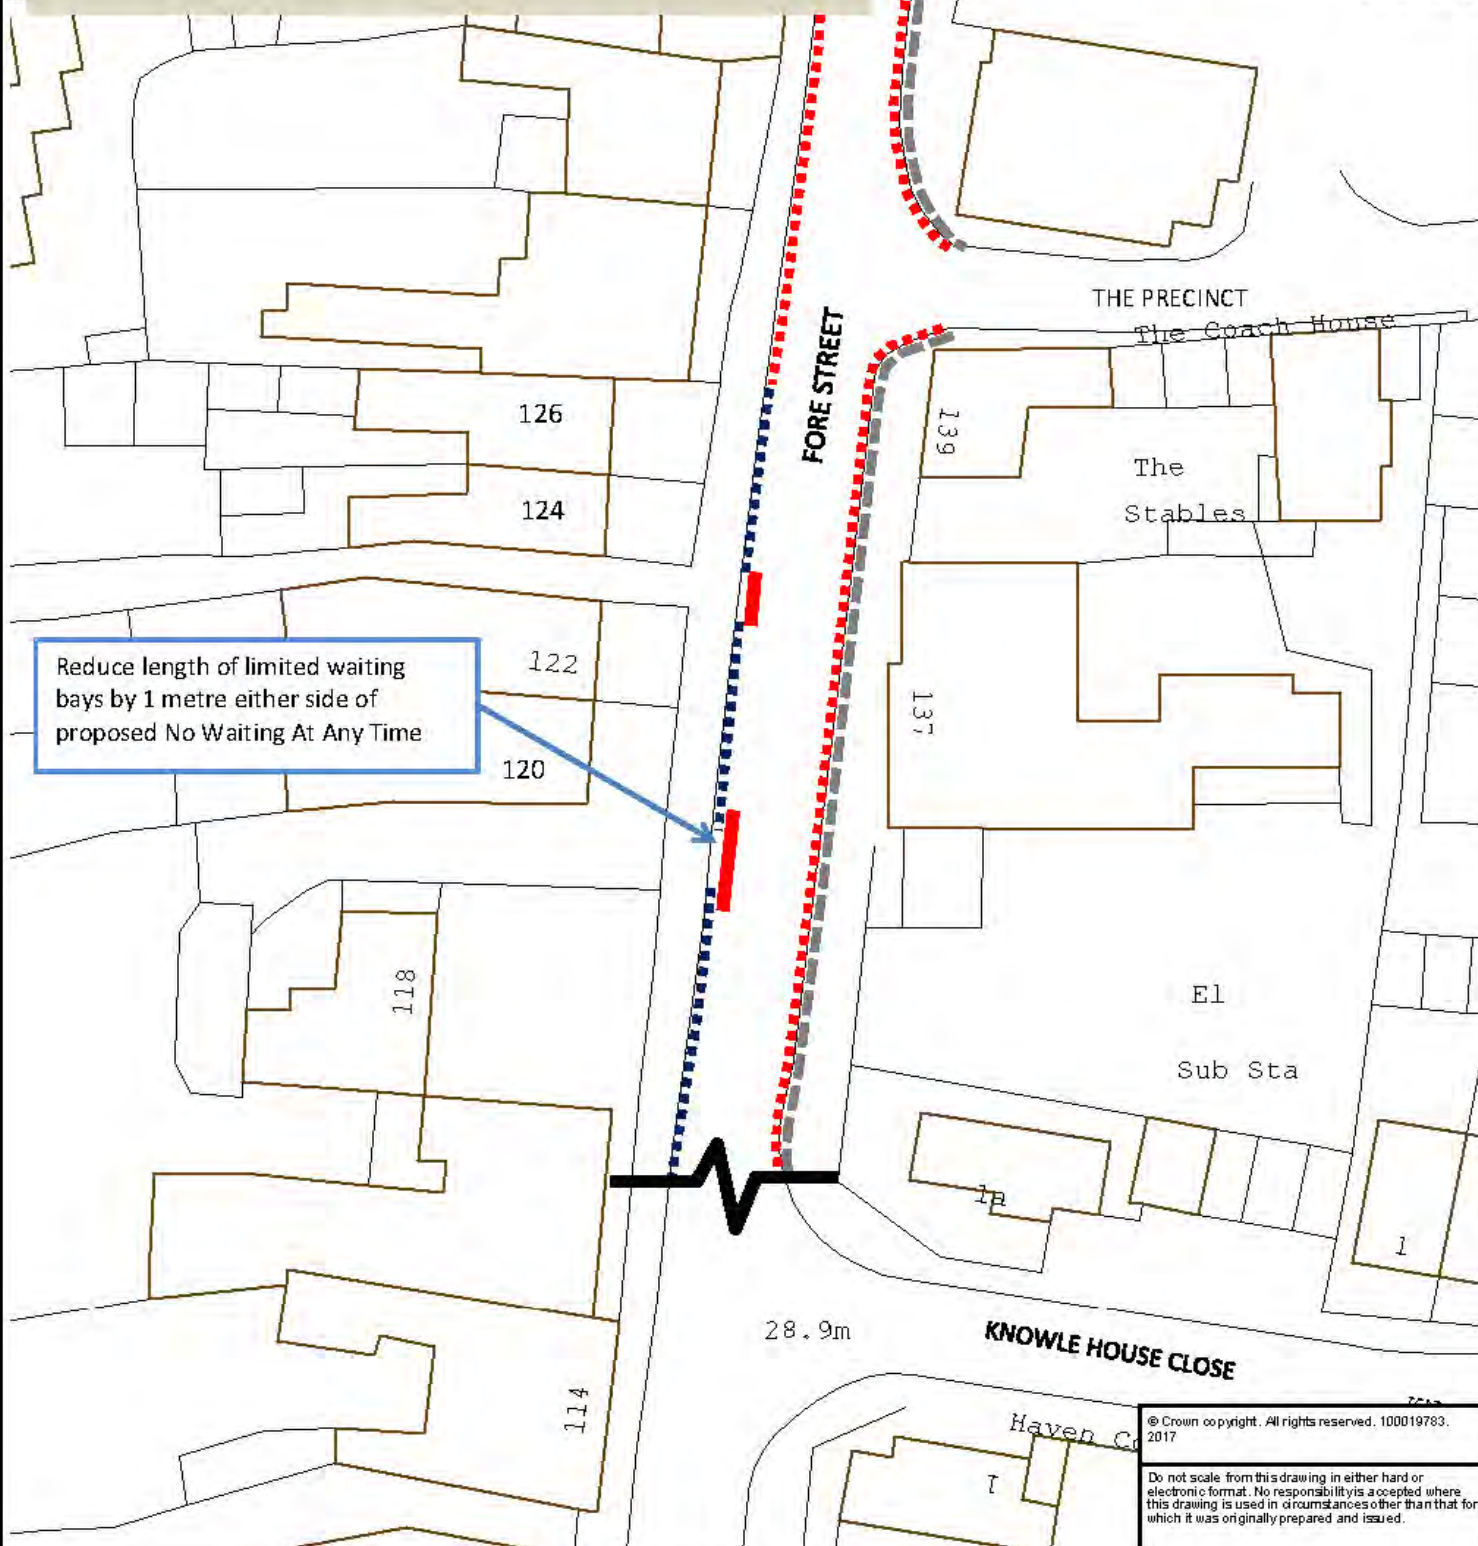 THE PRECINCT
The Coach House
FORE STREET
126
139
The
Stables
124
Reduce length of limited waiting
bays by 1 metre either side of
proposed No Waiting At Any Time
122
137
120
118
El
Sub Sta
1a
1
28.9m
KNOWLE HOUSE CLOSE
114
Haven
1
© Crown copyright. All rights reserved. 100019783.
2017
Do not scale from this drawing in either hard or
electronic format. No responsibility is accepted where
this drawing is used in circumstances other than that for
which it was originally prepared and issued.